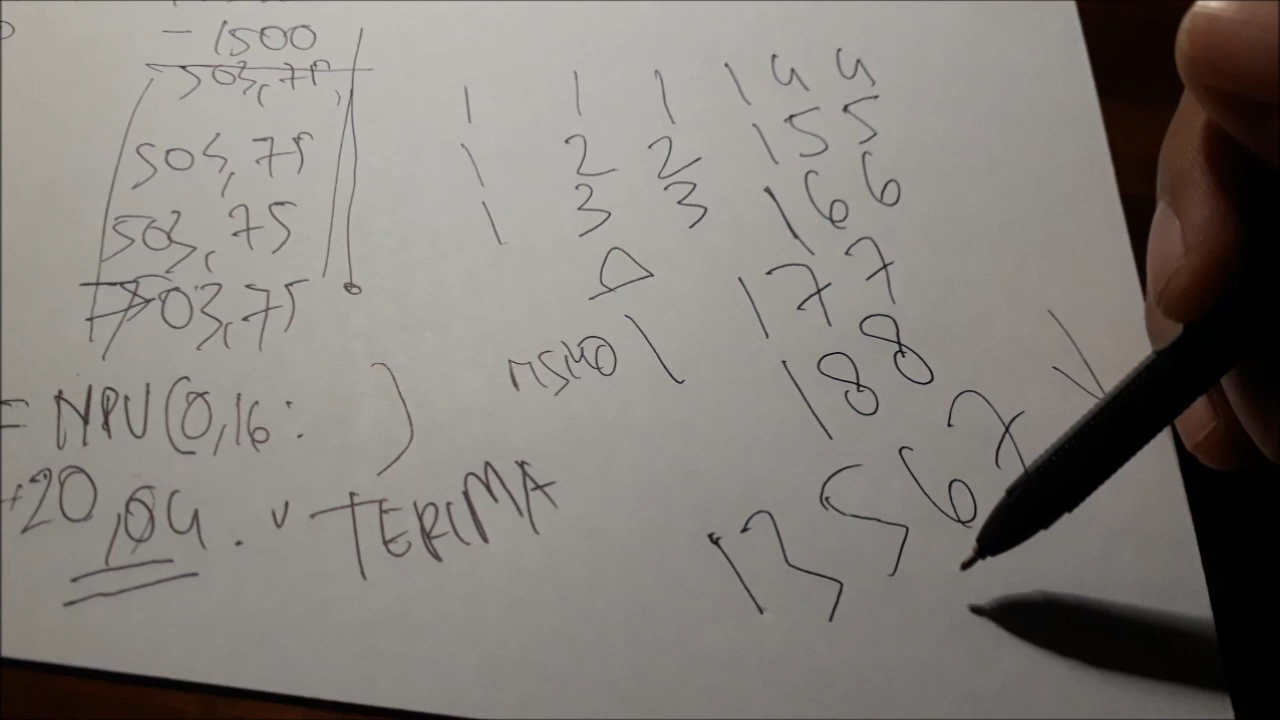 - 1500
503,75
503,75
503,75
7503,75
= NPV(0,16: )
+20,04. v TERIMA
1 1 1 1 4 4
1 2 2 1 5 5
1 3 3 1 6 6
1 7 7
1 8 8
1 3 5 6 7